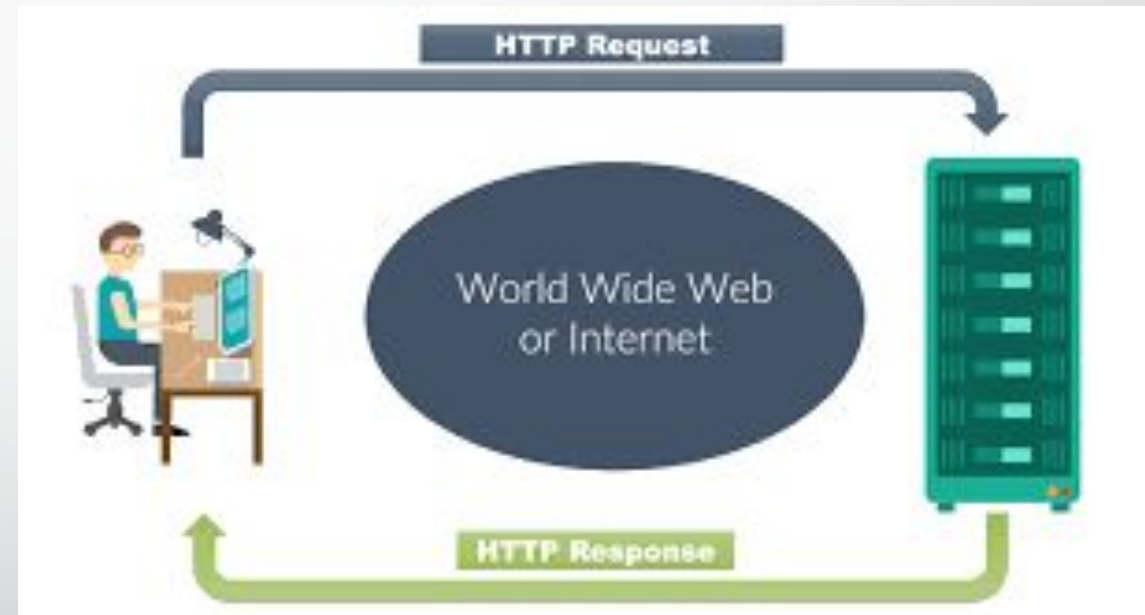 HTTP Request
World Wide Web
or Internet
HTTP Response